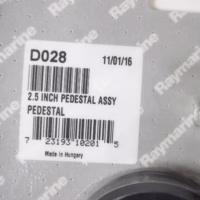 D028 11/01/16
2.5 INCH PEDESTAL ASSY
PEDESTAL
7 23193 10201 5
Made in Hungary
Raymarine
Raymarine